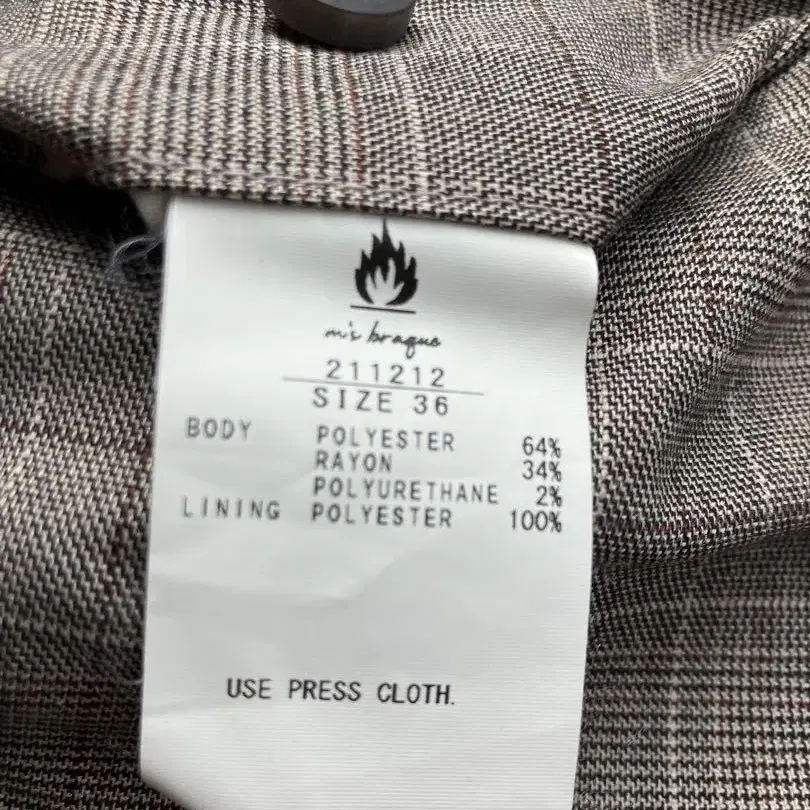 m's braque
211212
SIZE 36
BODY POLYESTER 64%
RAYON 34%
POLYURETHANE 2%
LINING POLYESTER 100%
USE PRESS CLOTH.